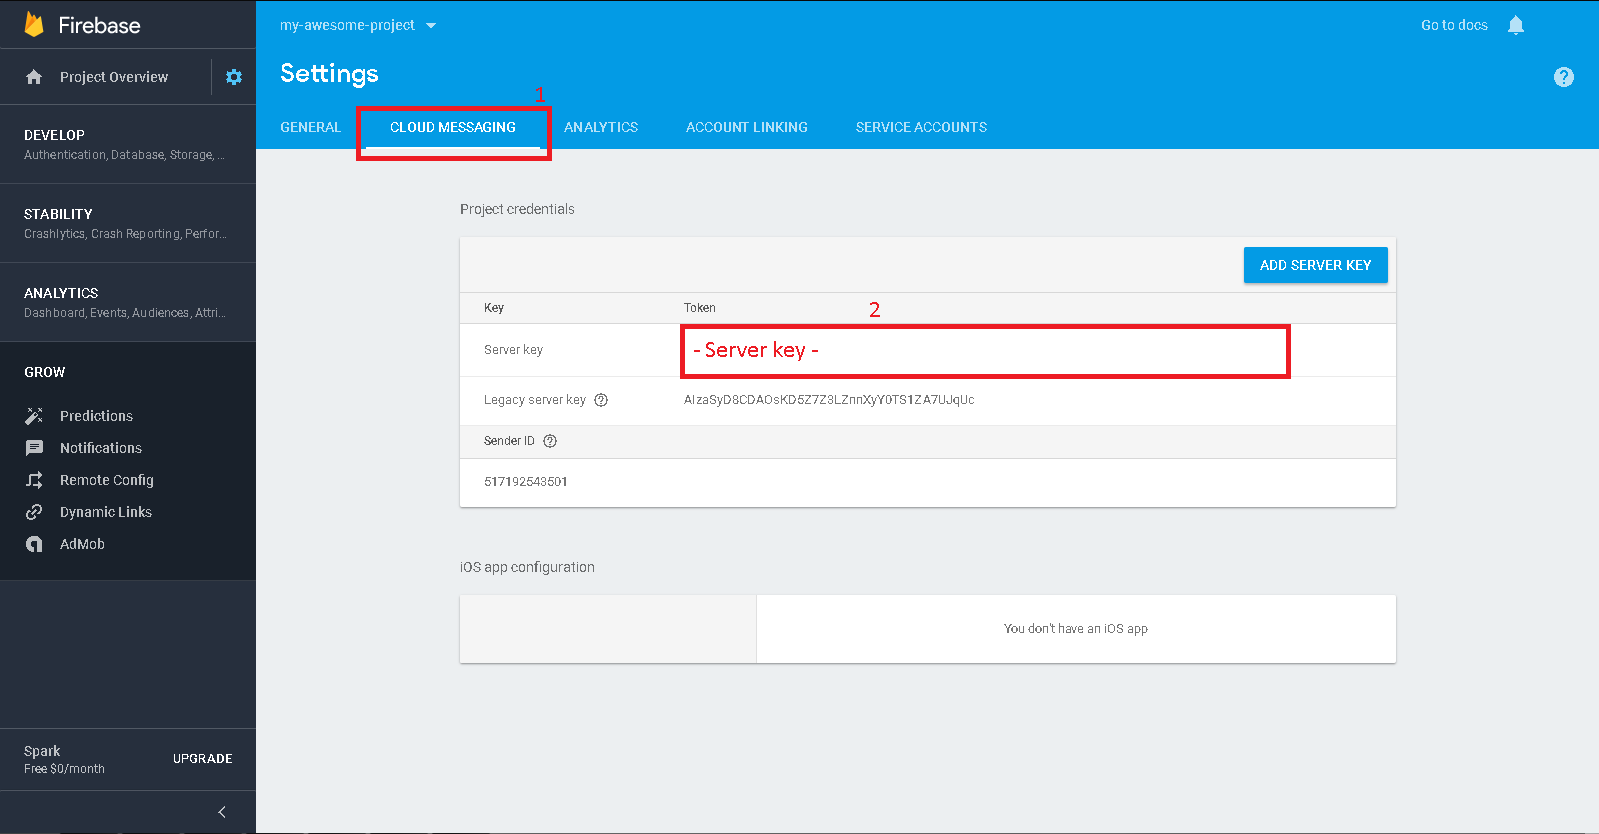 Firebase
my-awesome-project
Go to docs
Project Overview
Settings
1
GENERAL
CLOUD MESSAGING
ANALYTICS
ACCOUNT LINKING
SERVICE ACCOUNTS
DEVELOP
Authentication, Database, Storage, ...
STABILITY
Crashlytics, Crash Reporting, Perfor...
ANALYTICS
Dashboard, Events, Audiences, Attri...
GROW
Predictions
Notifications
Remote Config
Dynamic Links
AdMob
Spark
Free $0/month
UPGRADE
Project credentials
ADD SERVER KEY
Key
Token
2
Server key
- Server key -
Legacy server key
AIzaSyD8CDAOsKD5Z7Z3LZnnXyY0TS1ZA7UJqUc
Sender ID
517192543501
iOS app configuration
You don't have an iOS app